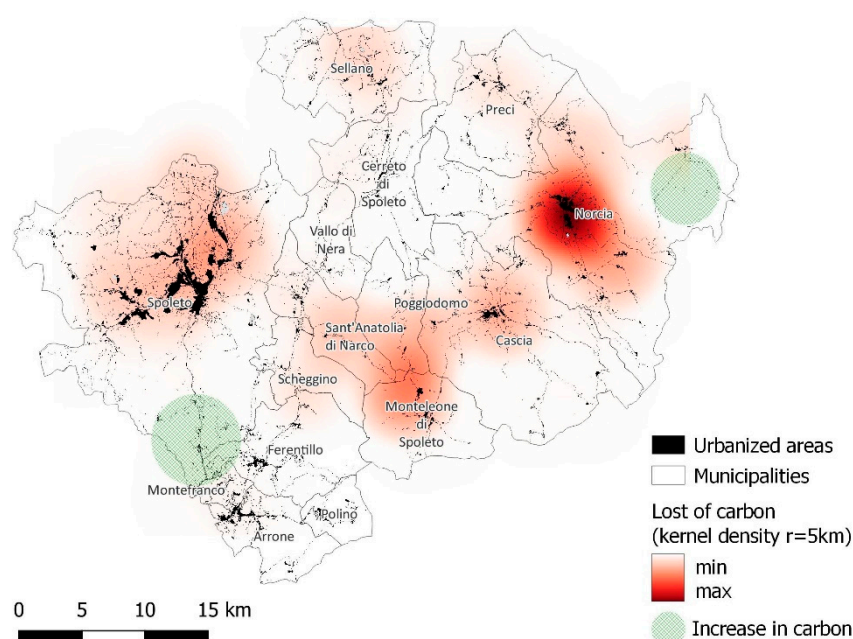 Sellano
Preci
Cerreto
di
Spoleto
Norcia
Vallo di
Nera
Spoleto
Poggiodomo
Sant'Anatolia
di Narco
Cascia
Scheggino
Monteleone
di
Spoleto
Ferentillo
Montefranco
Polino
Arrone
Urbanized areas
Municipalities
Lost of carbon
(kernel density r=5km)
min
max
Increase in carbon
0 5 10 15 km